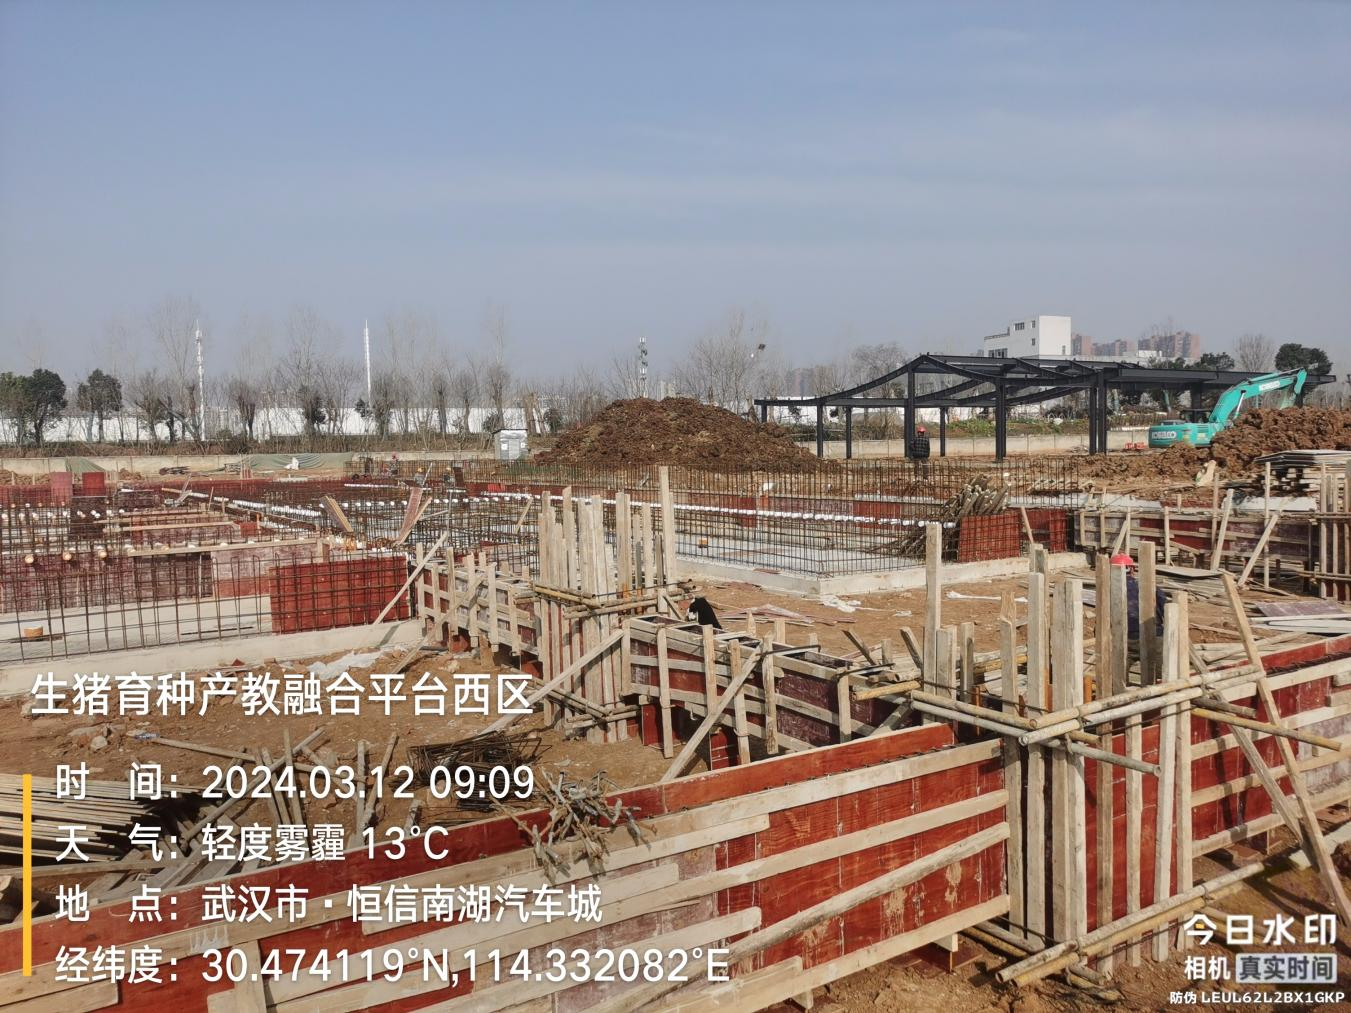 生猪育种产教融合平台西区
时 间：2024.03.12 09:09
天 气：轻度雾霾 13℃
地 点：武汉市·恒信南湖汽车城
经纬度：30.474119°N,114.332082°E
今日水印
相机 真实时间
防伪 LEUL62L2BX1GKP